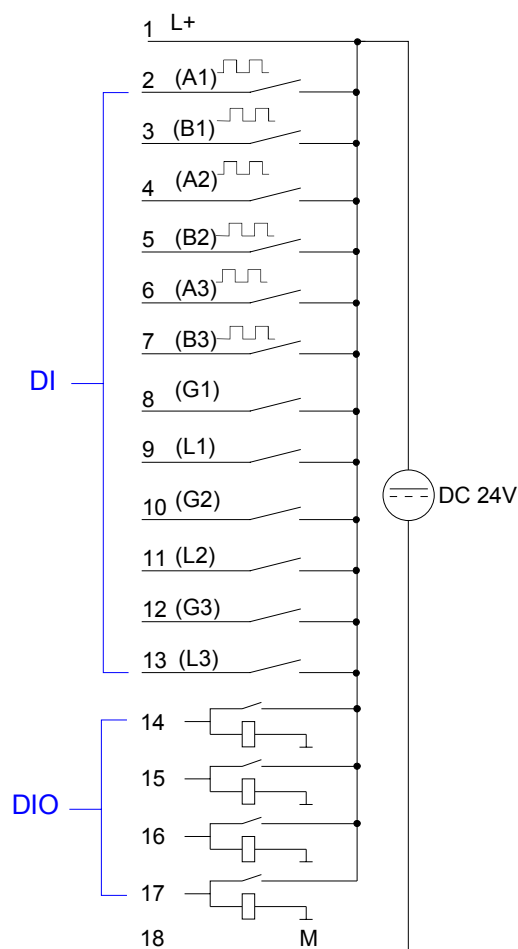 1 L+
2 (A1)
3 (B1)
4 (A2)
5 (B2)
6 (A3)
7 (B3)
DI
8 (G1)
9 (L1)
DC 24V
10 (G2)
11 (L2)
12 (G3)
13 (L3)
14
15
DIO
16
17
18 M